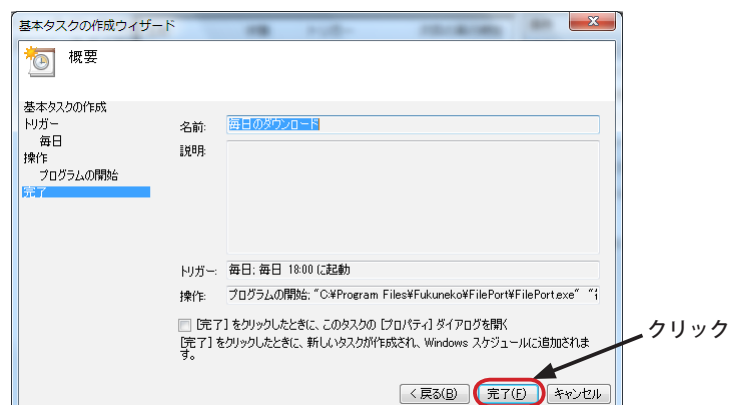 基本タスクの作成ウィザード
概要
基本タスクの作成
トリガー
毎日
操作
プログラムの開始
完了
名前: 毎日のダウンロード
説明:
トリガー: 毎日; 毎日 18:00 に起動
操作: プログラムの開始; "C:¥Program Files¥Fukuneko¥FilePort¥FilePort.exe"
[完了] をクリックしたときに、このタスクの [プロパティ] ダイアログを開く
[完了] をクリックしたときに、新しいタスクが作成され、Windows スケジュールに追加されま
す。
クリック
< 戻る(B) 完了(F) キャンセル